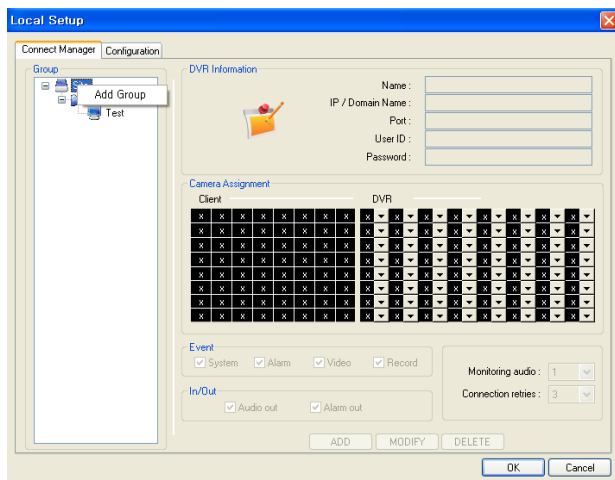 Local Setup
Connect Manager
Configuration
Group
Add Group
Test
DVR Information
Name :
IP / Domain Name :
Port :
User ID :
Password :
Camera Assignment
Client
DVR
x x x x x x x x x x x x x x x x
x x x x x x x x x x x x x x x x
x x x x x x x x x x x x x x x x
x x x x x x x x x x x x x x x x
x x x x x x x x x x x x x x x x
x x x x x x x x x x x x x x x x
x x x x x x x x x x x x x x x x
x x x x x x x x x x x x x x x x
Event
System Alarm Video Record
In/Out
Audio out Alarm out
Monitoring audio : 1
Connection retries : 3
ADD MODIFY DELETE
OK Cancel